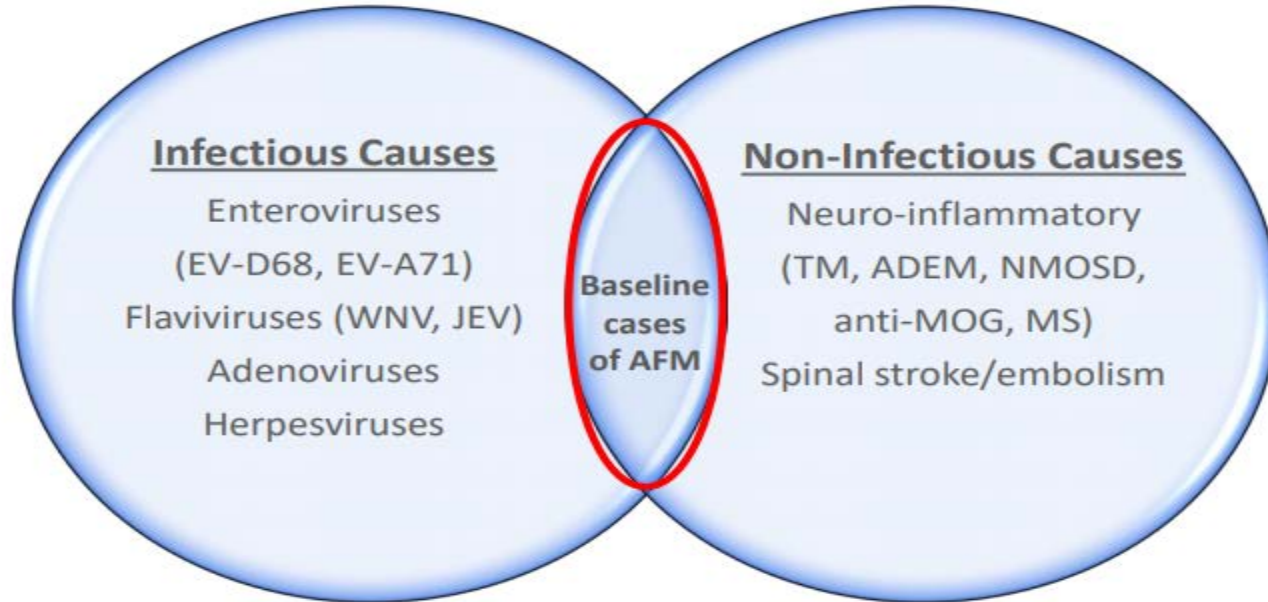 Infectious Causes
Enteroviruses
(EV-D68, EV-A71)
Flaviviruses (WNV, JEV)
Adenoviruses
Herpesviruses
Baseline
cases
of AFM
Non-Infectious Causes
Neuro-inflammatory
(TM, ADEM, NMOSD,
anti-MOG, MS)
Spinal stroke/embolism